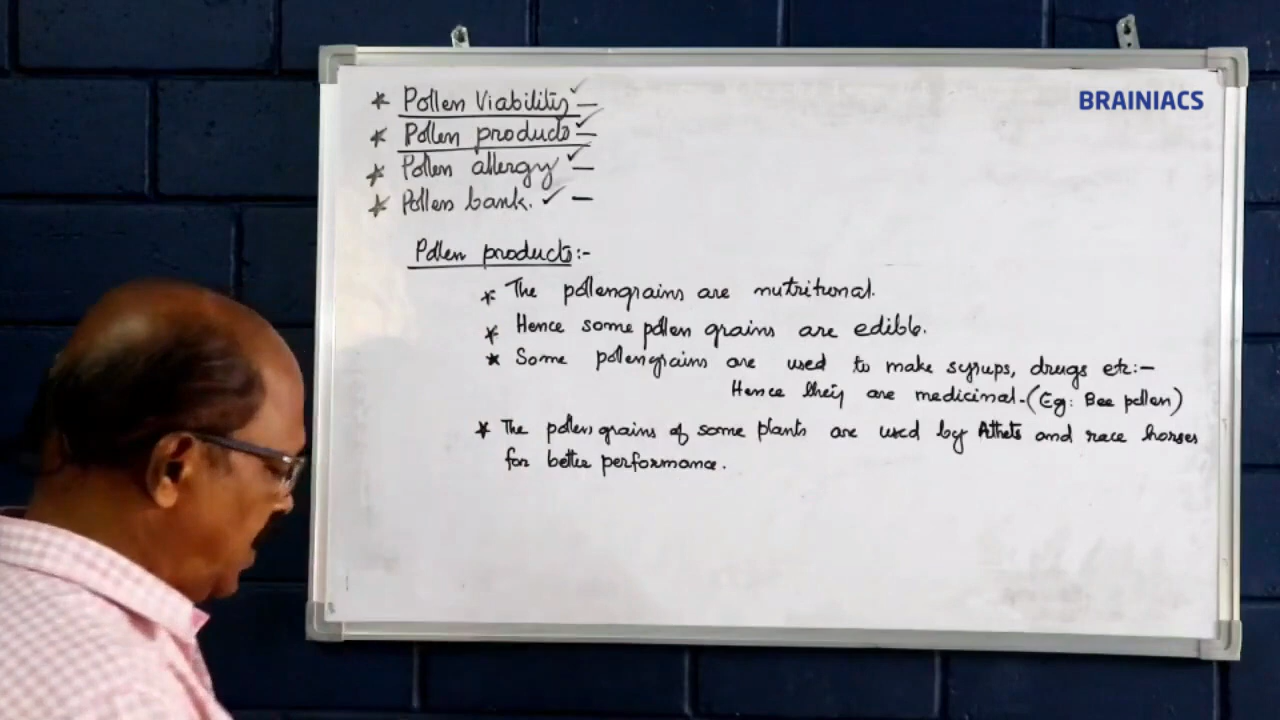 BRAINIACS
* Pollen Viability ✓ —
* Pollen products ✓ —
* Pollen allergy ✓ —
* Pollen bank. ✓ —
Pollen products:-
* The pollengrains are nutritional.
* Hence some pollen grains are edible.
* Some pollengrains are used to make syrups, drugs etc:-
Hence they are medicinal. (Eg: Bee pollen)
* The pollen grains of some plants are used by Athlets and race horses
for better performance.